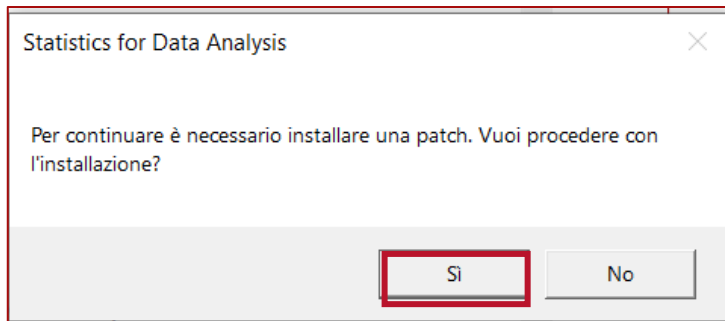 Statistics for Data Analysis
Per continuare è necessario installare una patch. Vuoi procedere con
l'installazione?
Sì
No